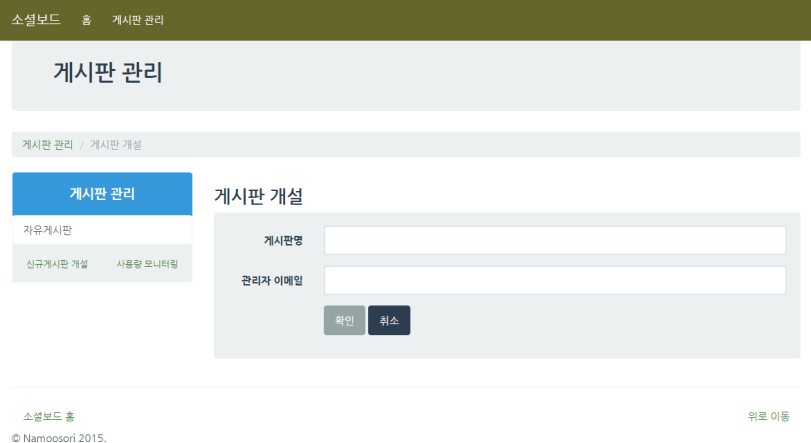 소셜보드 홈 게시판 관리
게시판 관리
게시판 관리 / 게시판 개설
게시판 관리
자유게시판
신규게시판 개설 사용량 모니터링
게시판 개설
게시판명
관리자 이메일
확인 취소
소셜보드 홈 위로 이동
© Namoosori 2015.